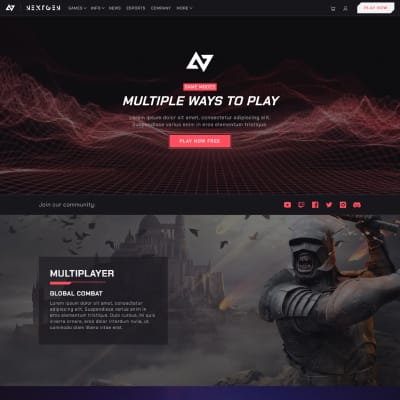 NEXTGEN
GAMES INFO NEWS ESPORTS COMPANY MORE
PLAY NOW
GAME MODES
MULTIPLE WAYS TO PLAY
Lorem ipsum dolor sit amet, consectetur adipiscing elit.
Suspendisse varius enim in eros elementum tristique.
PLAY NOW FREE
Join our community
MULTIPLAYER
GLOBAL COMBAT
Lorem ipsum dolor sit amet, consectetur
adipiscing elit. Suspendisse varius enim in
eros elementum tristique. Duis cursus, mi quis
viverra ornare, eros dolor interdum nulla, ut
commodo diam libero vitae erat.